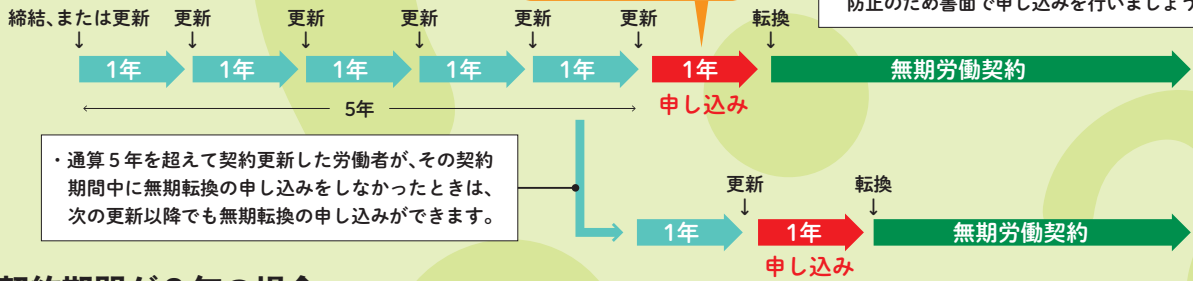 防止のため書面で申し込みを行いましょう
締結、または更新 更新 更新 更新 更新 更新 転換
↓ ↓ ↓ ↓ ↓ ↓ ↓
1年 1年 1年 1年 1年 1年 無期労働契約
5年 申し込み
・通算5年を超えて契約更新した労働者が、その契約
期間中に無期転換の申し込みをしなかったときは、
次の更新以降でも無期転換の申し込みができます。
更新 転換
↓ ↓
1年 1年 無期労働契約
申し込み